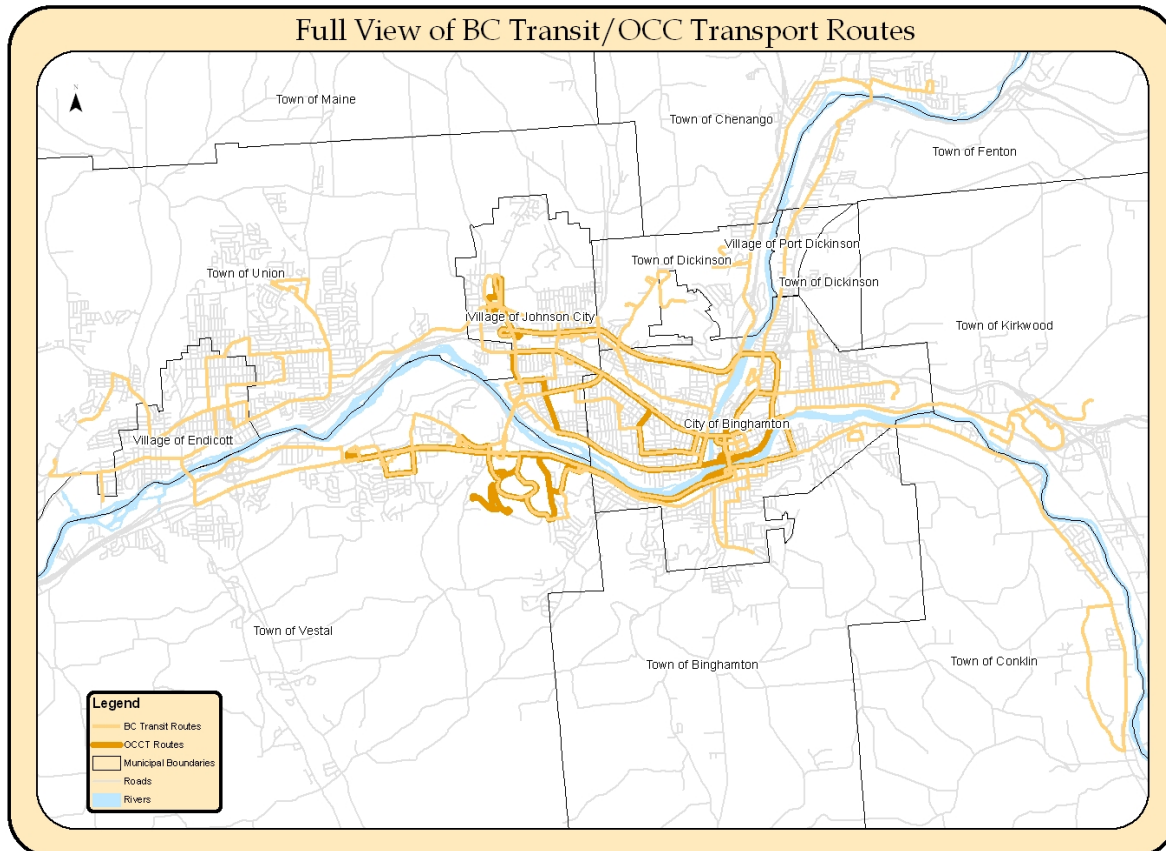 Full View of BC Transit/OCC Transport Routes
N
Town of Maine
Town of Chenango
Town of Fenton
Village of Port Dickinson
Town of Dickinson
Town of Union
Town of Dickinson
Village of Johnson City
Town of Kirkwood
City of Binghamton
Village of Endicott
Town of Vestal
Town of Binghamton
Town of Conklin
Legend
BC Transit Routes
OCCT Routes
Municipal Boundaries
Roads
Rivers